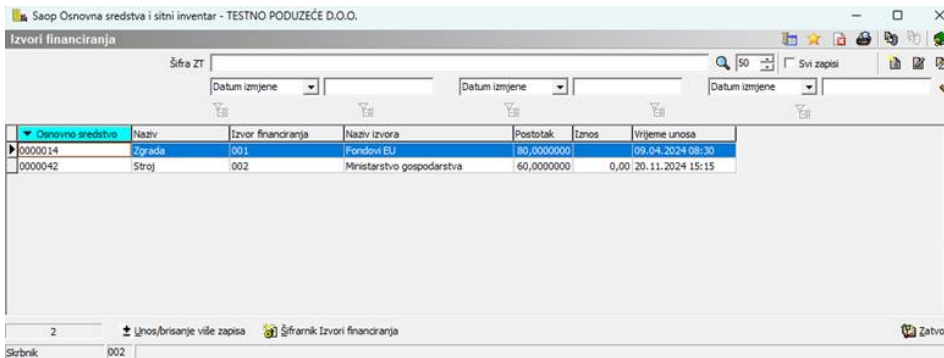 Saop Osnovna sredstva i sitni inventar - TESTNO PODUZEĆE D.O.O.
Izvori financiranja
Šifra ZT 50 Svi zapisi
Datum izmjene Datum izmjene Datum izmjene
Osnovno sredstvo Naziv Izvor financiranja Naziv izvora Postotak Iznos Vrijeme unosa
0000014 Zgrada 001 Fondovi EU 80,0000000 09.04.2024 08:30
0000042 Stroj 002 Ministarstvo gospodarstva 60,0000000 0,00 20.11.2024 15:15
2 Unos/brisanje više zapisa Šifrarnik Izvori financiranja Zatvo
Skrbnik 002